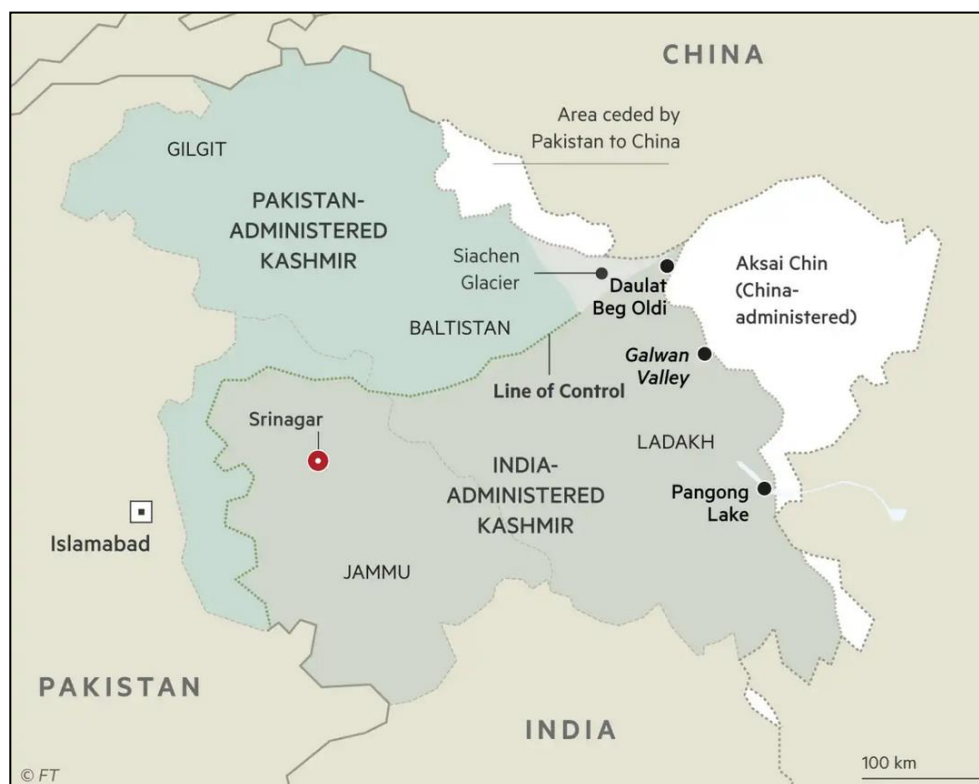 CHINA
Area ceded by
Pakistan to China
GILGIT
PAKISTAN-
ADMINISTERED
KASHMIR
Siachen
Glacier
Daulat
Beg Oldi
Aksai Chin
(China-
administered)
BALTISTAN
Galwan
Valley
Line of Control
Srinagar
LADAKH
INDIA-
ADMINISTERED
KASHMIR
Pangong
Lake
Islamabad
JAMMU
PAKISTAN
INDIA
© FT
100 km